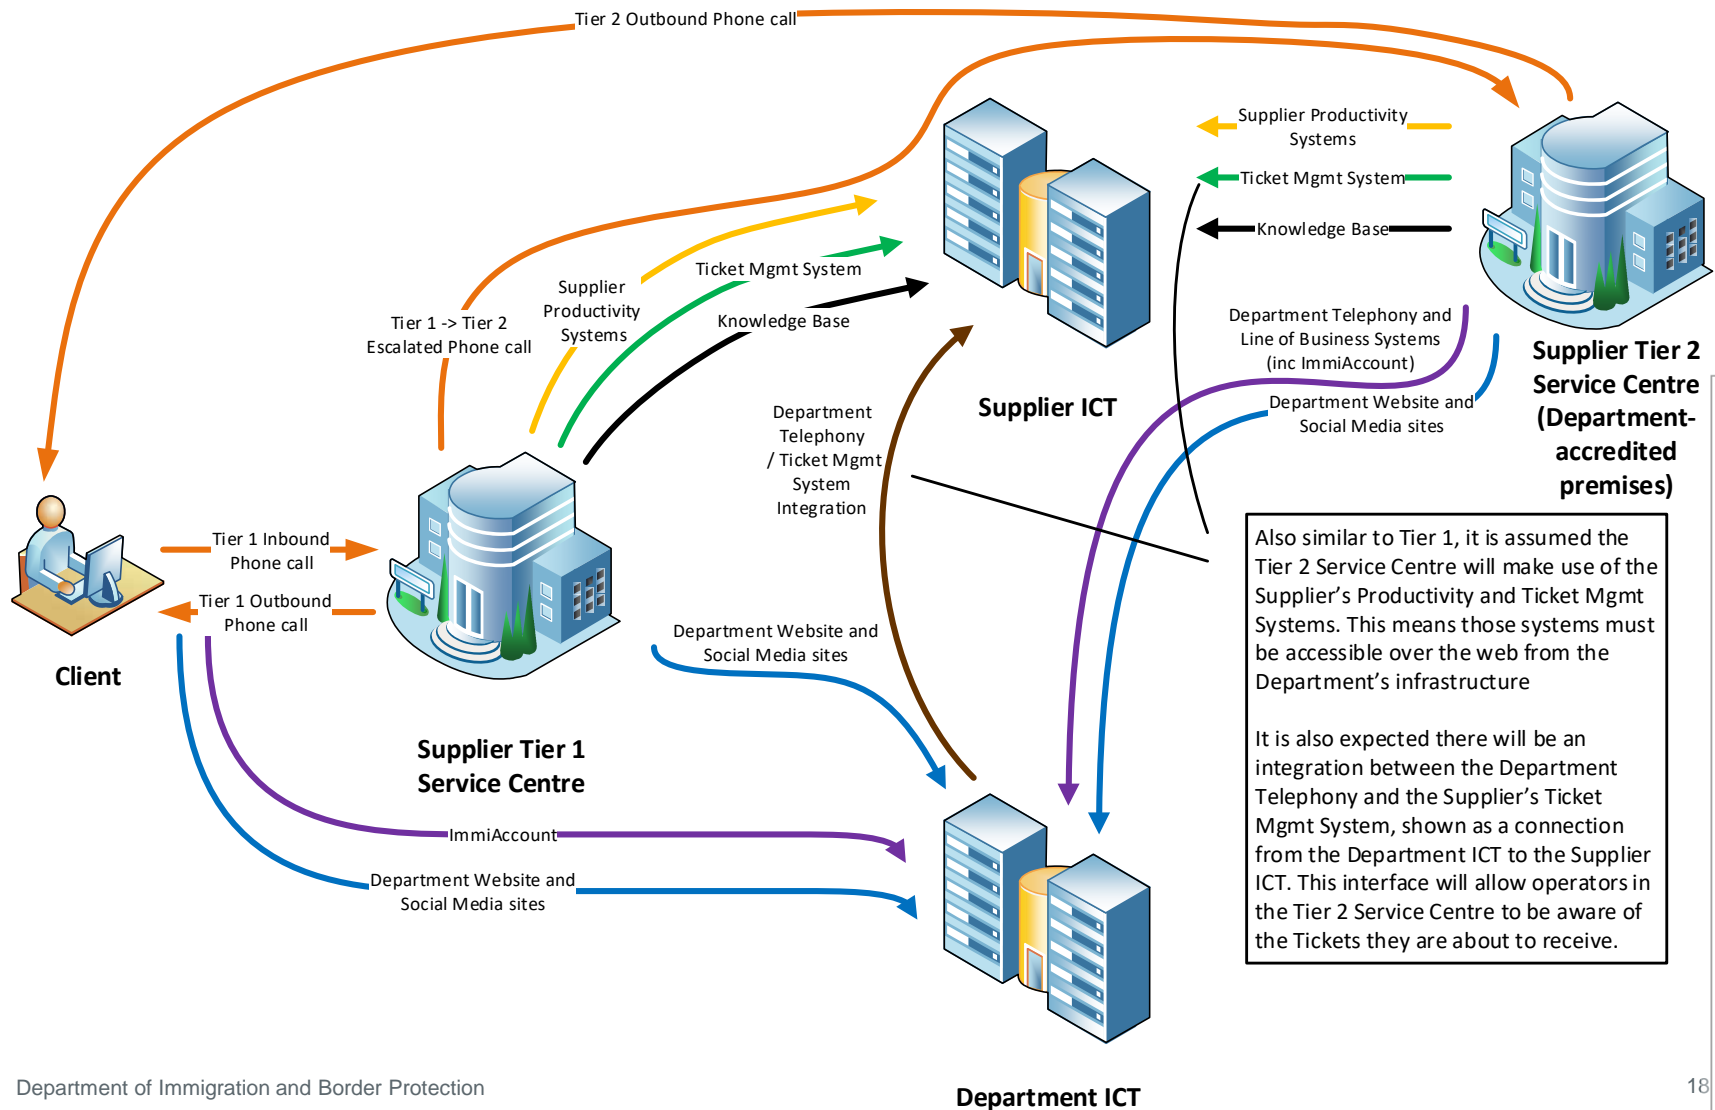 Tier 2 Outbound Phone call
Supplier Productivity
Systems
Ticket Mgmt System
Knowledge Base
Ticket Mgmt System
Supplier
Productivity
Systems
Knowledge Base
Tier 1 -> Tier 2
Escalated Phone call
Department Telephony and
Line of Business Systems
(inc ImmiAccount)
Department Website and
Social Media sites
Supplier Tier 2
Service Centre
(Department-
accredited
premises)
Supplier ICT
Department
Telephony
/ Ticket Mgmt
System
Integration
Tier 1 Inbound
Phone call
Tier 1 Outbound
Phone call
Client
Department Website and
Social Media sites
Supplier Tier 1
Service Centre
ImmiAccount
Department Website and
Social Media sites
Also similar to Tier 1, it is assumed the
Tier 2 Service Centre will make use of the
Supplier’s Productivity and Ticket Mgmt
Systems. This means those systems must
be accessible over the web from the
Department’s infrastructure
It is also expected there will be an
integration between the Department
Telephony and the Supplier’s Ticket
Mgmt System, shown as a connection
from the Department ICT to the Supplier
ICT. This interface will allow operators in
the Tier 2 Service Centre to be aware of
the Tickets they are about to receive.
Department ICT
Department of Immigration and Border Protection
18